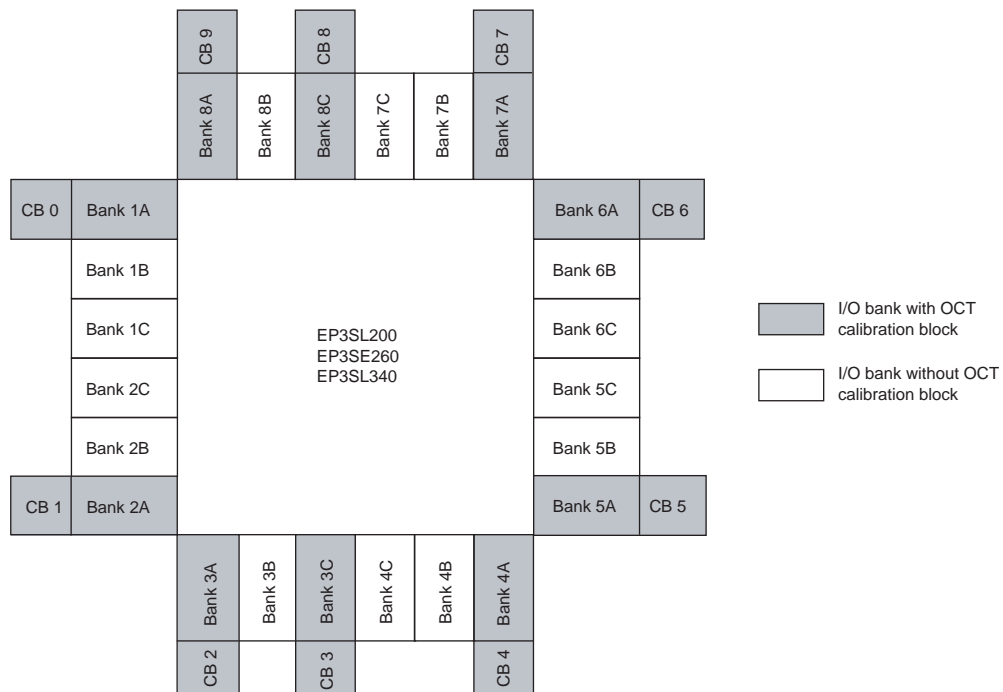 CB 9
CB 8
CB 7
Bank 8A
Bank 8B
Bank 8C
Bank 7C
Bank 7B
Bank 7A
CB 0
Bank 1A
Bank 6A
CB 6
Bank 1B
Bank 6B
Bank 1C
Bank 6C
EP3SL200
EP3SE260
EP3SL340
Bank 2C
Bank 5C
Bank 2B
Bank 5B
CB 1
Bank 2A
Bank 5A
CB 5
Bank 3A
Bank 3B
Bank 3C
Bank 4C
Bank 4B
Bank 4A
CB 2
CB 3
CB 4
I/O bank with OCT
calibration block
I/O bank without OCT
calibration block